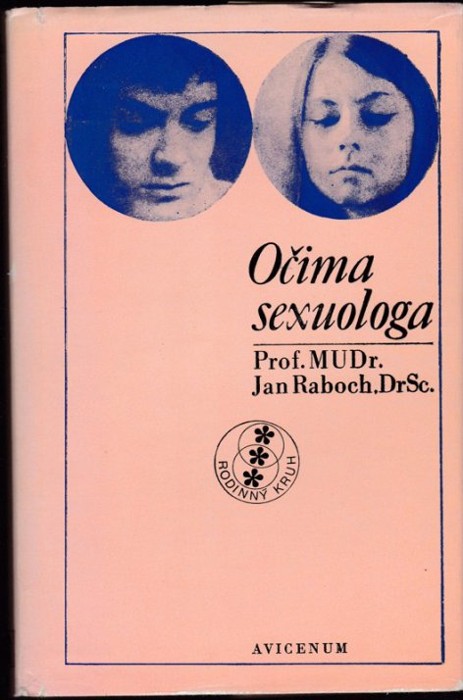 Očima
sexuologa
Prof. MUDr.
Jan Raboch, DrSc.
RODINNÝ KRUH
AVICENUM